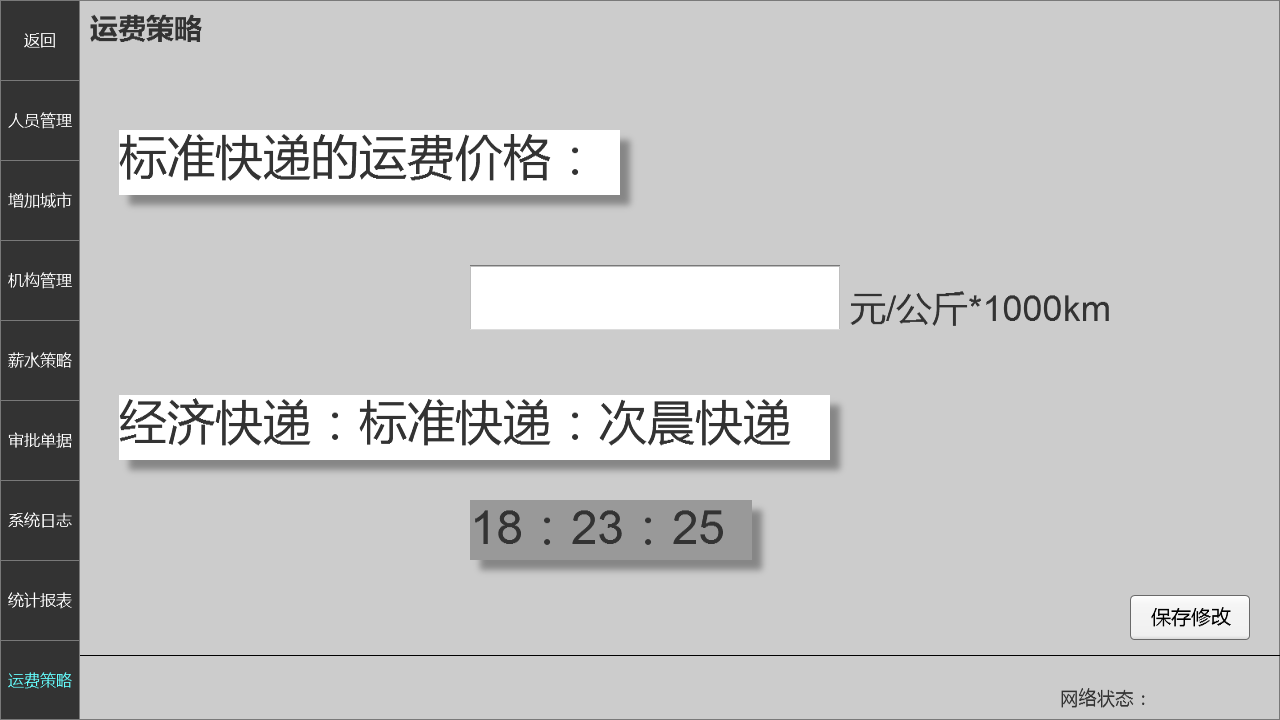 返回
人员管理
增加城市
机构管理
薪水策略
审批单据
系统日志
统计报表
运费策略
运费策略
标准快递的运费价格：
元/公斤*1000km
经济快递：标准快递：次晨快递
18：23：25
保存修改
网络状态：